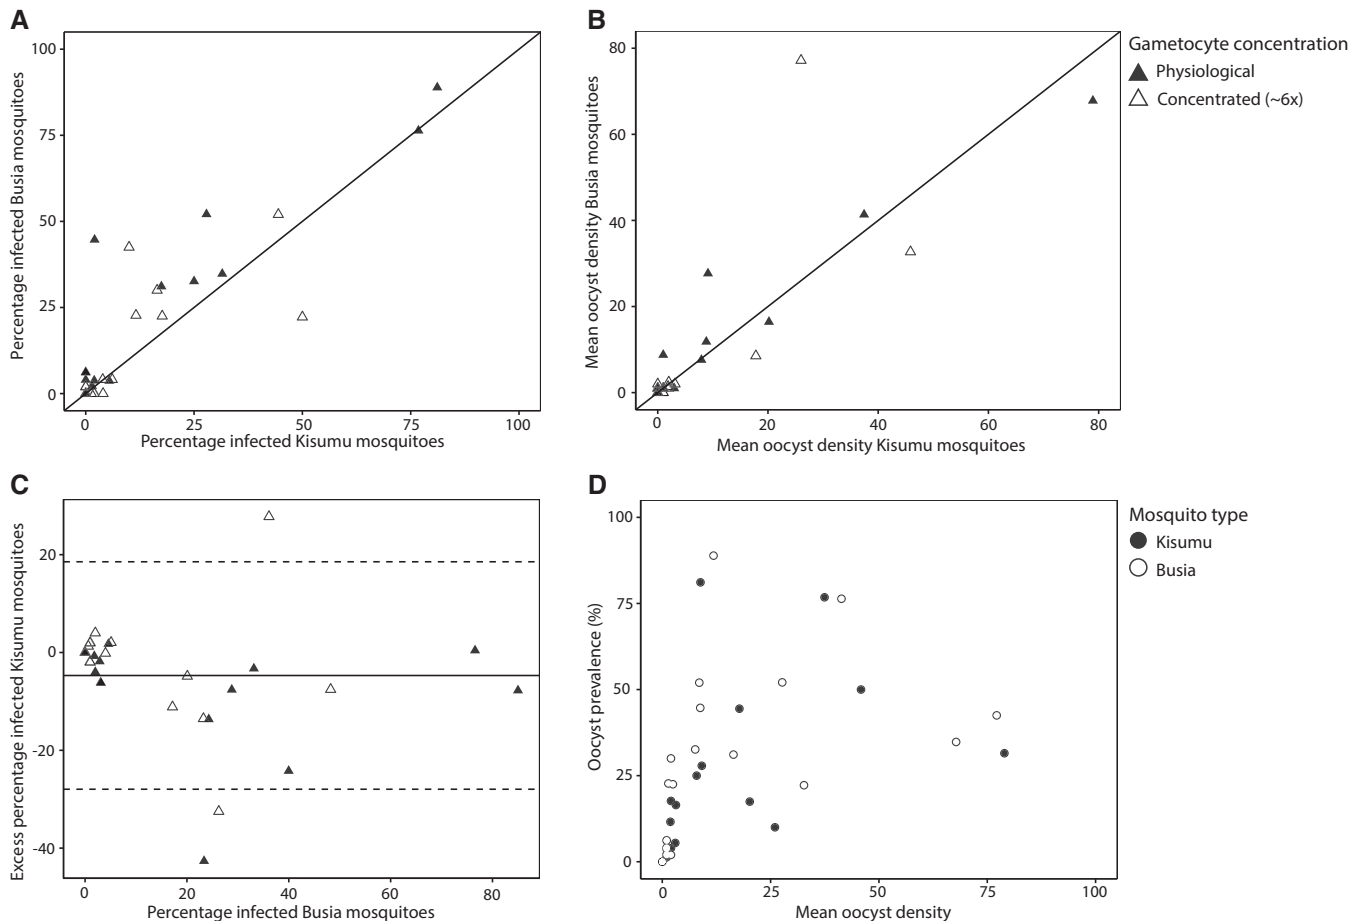 A
Percentage infected Busia mosquitoes
100
75
50
25
0
0 25 50 75 100
Percentage infected Kisumu mosquitoes
B
Mean oocyst density Busia mosquitoes
80
60
40
20
0
0 20 40 60 80
Mean oocyst density Kisumu mosquitoes
Gametocyte concentration
Physiological
Concentrated (~6x)
C
Excess percentage infected Kisumu mosquitoes
20
0
-20
-40
0 20 40 60 80
Percentage infected Busia mosquitoes
D
Oocyst prevalence (%)
100
75
50
25
0
0 25 50 75 100
Mean oocyst density
Mosquito type
Kisumu
Busia